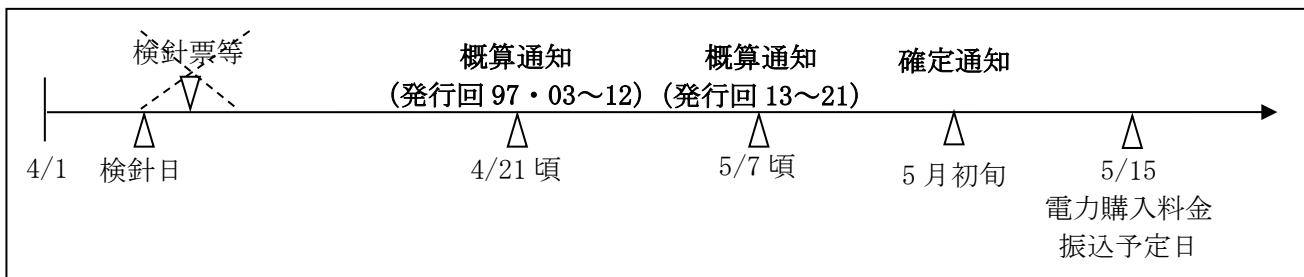 検針票等
概算通知
(発行回 97・03～12)
概算通知
(発行回 13～21)
確定通知
4/1
検針日
4/21 頃
5/7 頃
5 月初旬
5/15
電力購入料金
振込予定日